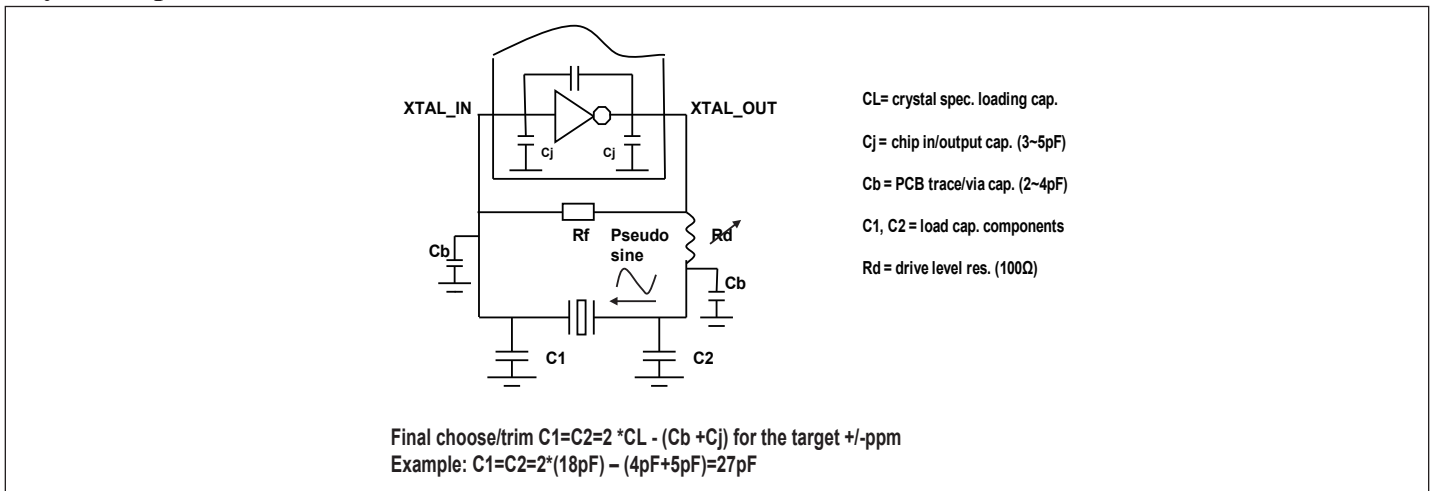 XTAL_IN
XTAL_OUT
Cj
Cj
Rf
Pseudo
sine
Rd
Cb
Cb
C1
C2
CL= crystal spec. loading cap.
Cj = chip in/output cap. (3~5pF)
Cb = PCB trace/via cap. (2~4pF)
C1, C2 = load cap. components
Rd = drive level res. (100Ω)
Final choose/trim C1=C2=2 *CL - (Cb +Cj) for the target +/-ppm
Example: C1=C2=2*(18pF) – (4pF+5pF)=27pF